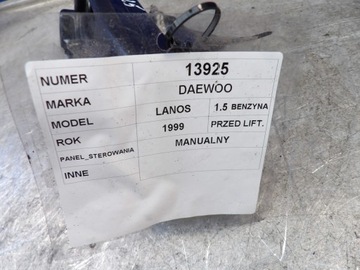 NUMER 13925
MARKA DAEWOO
MODEL LANOS 1.5 BENZYNA
ROK 1999 PRZED LIFT.
PANEL_STEROWANIA MANUALNY
INNE